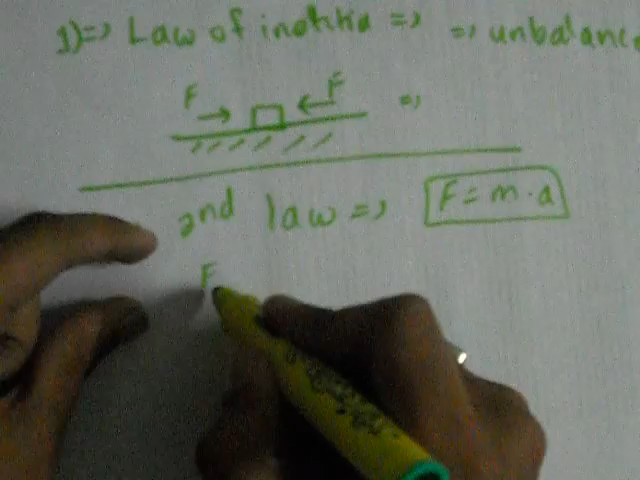 1) => Law of inertia => => unbalance
F F =>
2nd law => F = m . a
F